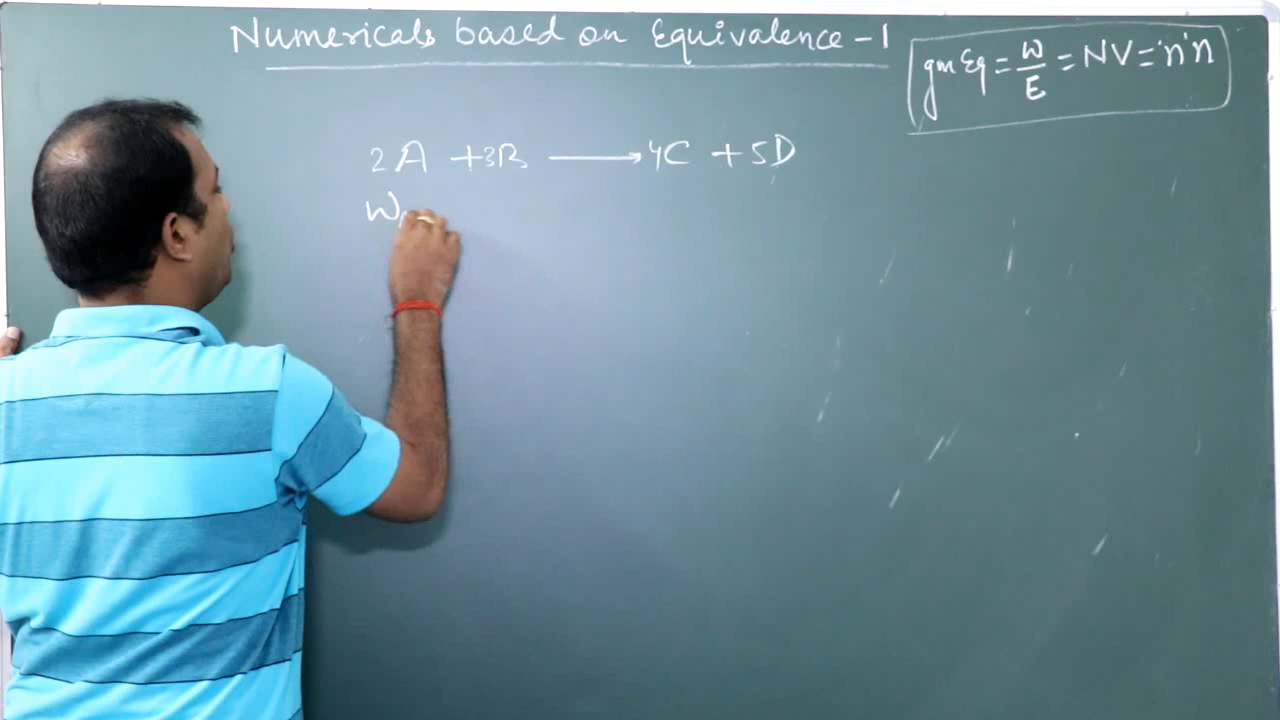 Numericals based on Equivalence - 1
gm Eq = W/E = NV = 'n' n
2A + 3B ⟶ 4C + 5D
W